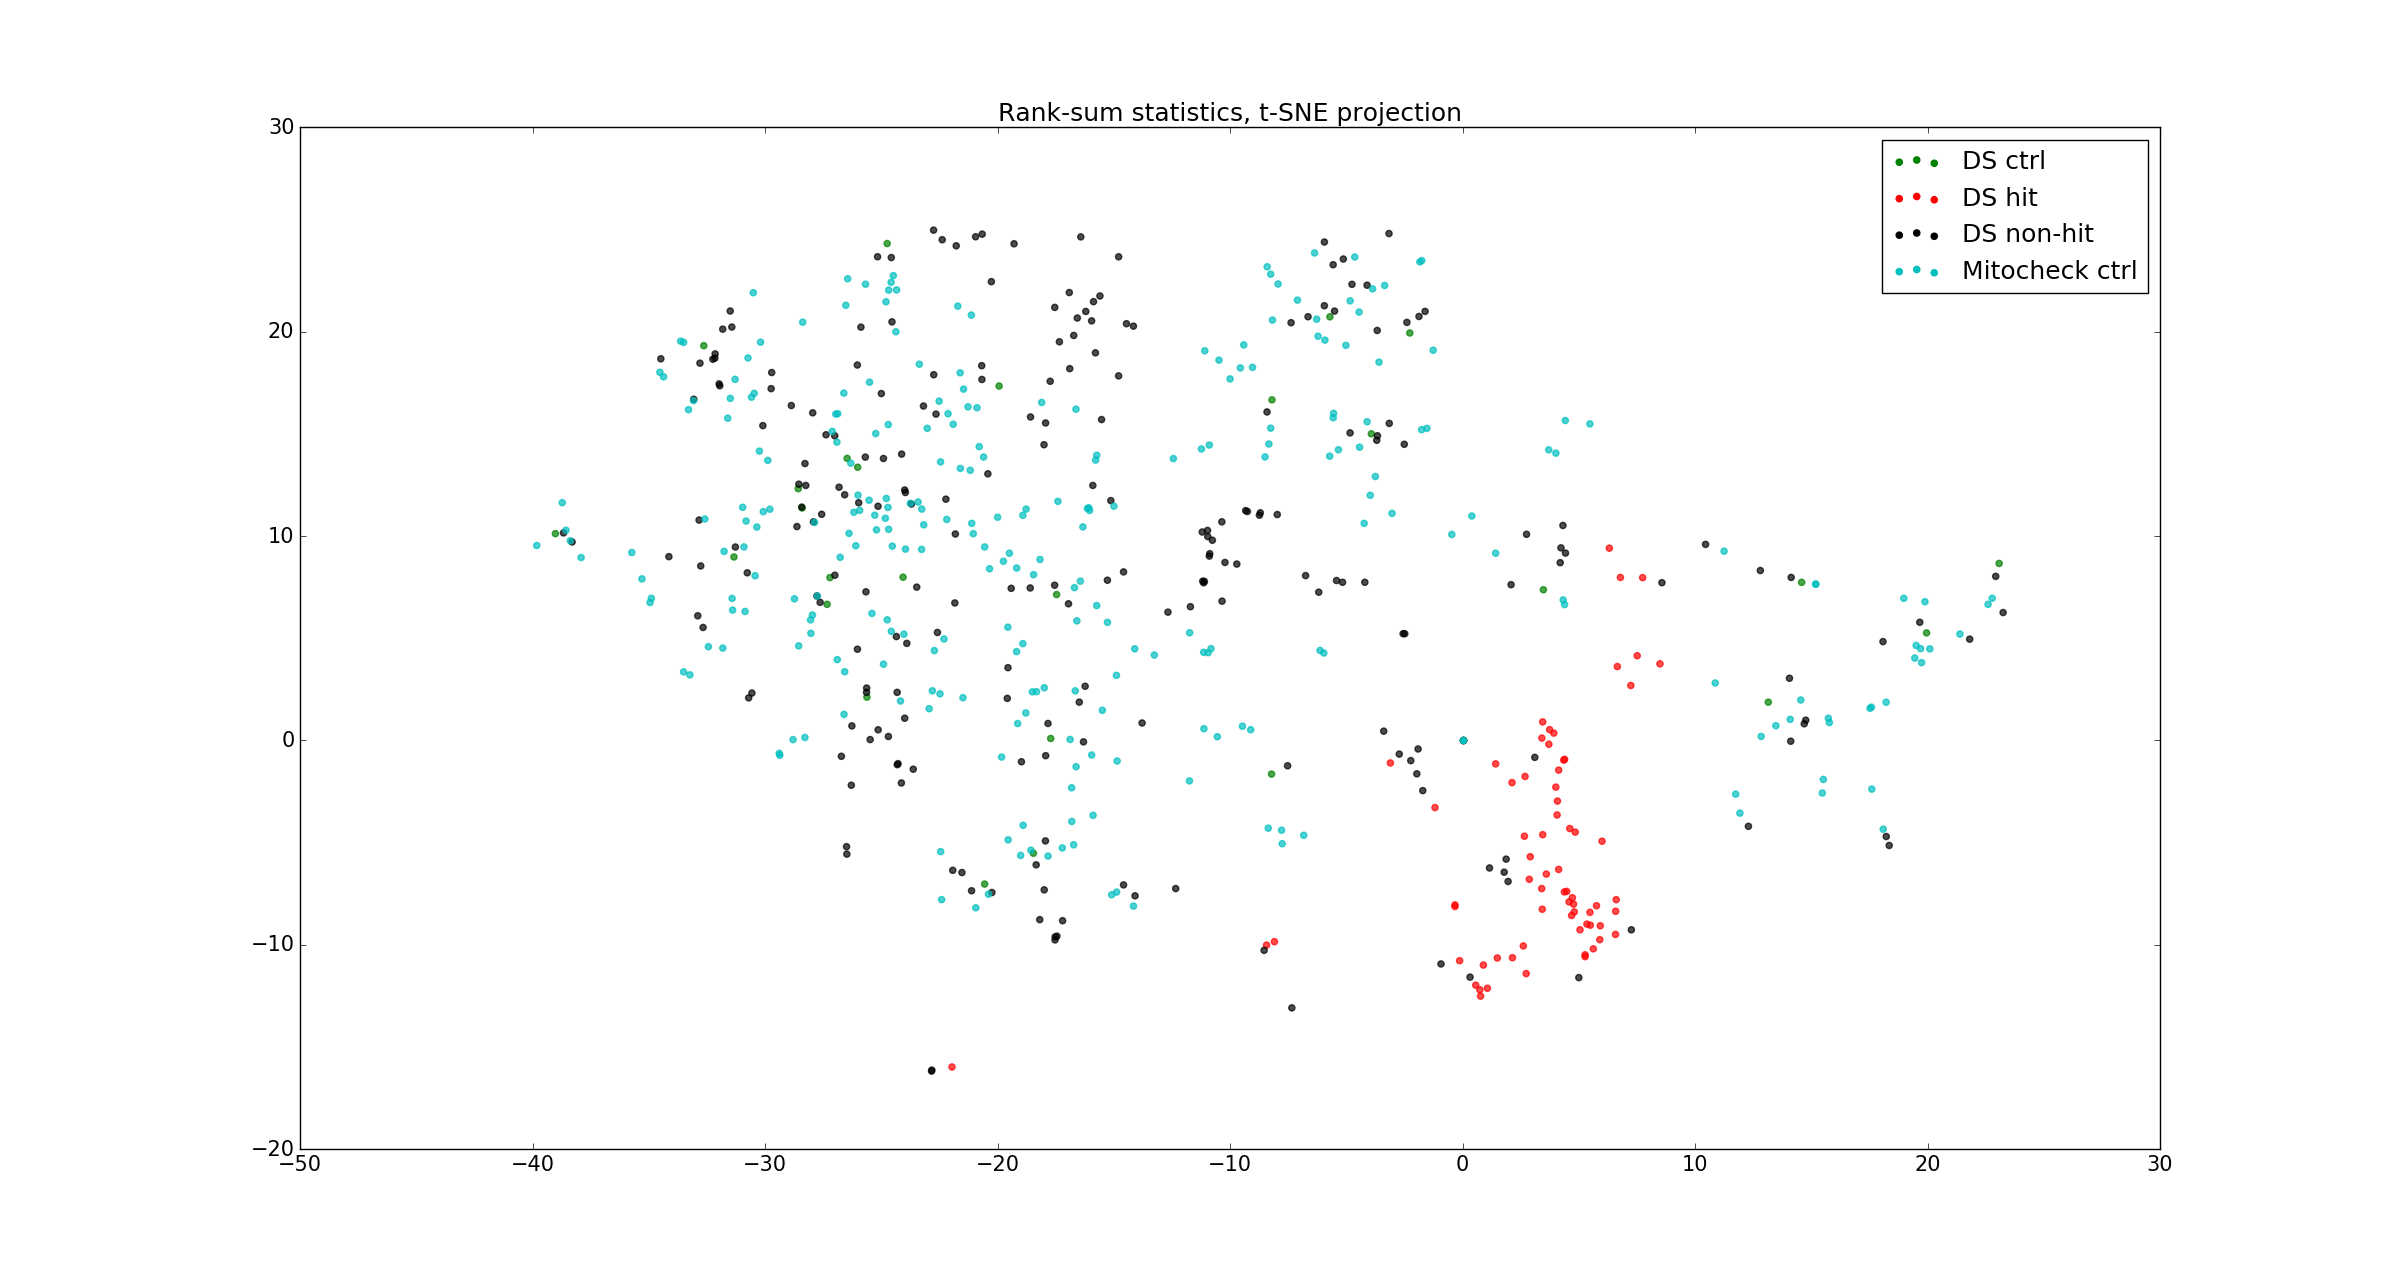 Rank-sum statistics, t-SNE projection
30
DS ctrl
DS hit
DS non-hit
Mitocheck ctrl
20
10
0
−10
−20
−50 −40 −30 −20 −10 0 10 20 30